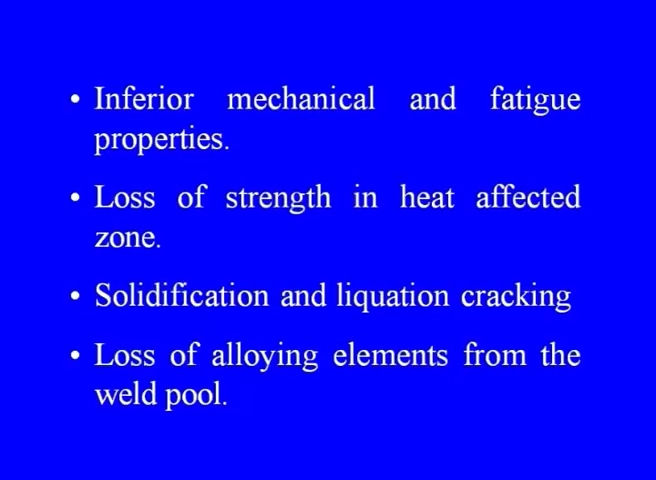 • Inferior mechanical and fatigue
properties.
• Loss of strength in heat affected
zone.
• Solidification and liquation cracking
• Loss of alloying elements from the
weld pool.